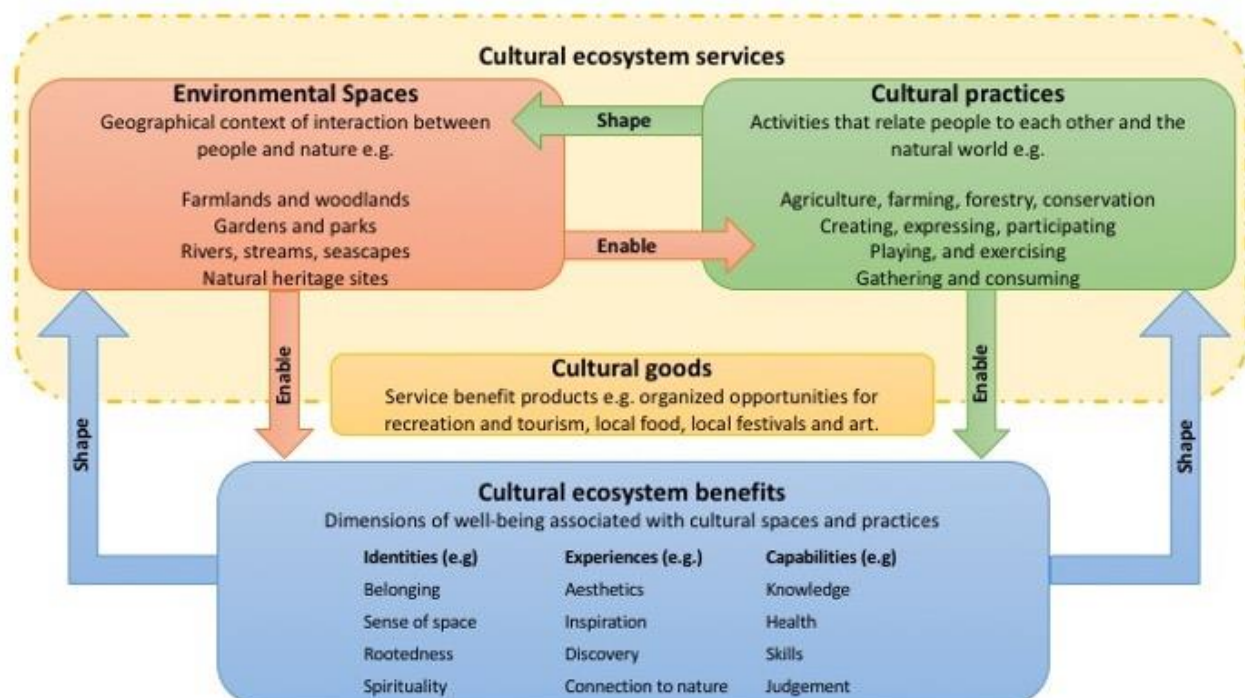 Cultural ecosystem services
Environmental Spaces
Geographical context of interaction between
people and nature e.g.
Farmlands and woodlands
Gardens and parks
Rivers, streams, seascapes
Natural heritage sites
Shape
Enable
Cultural practices
Activities that relate people to each other and the
natural world e.g.
Agriculture, farming, forestry, conservation
Creating, expressing, participating
Playing, and exercising
Gathering and consuming
Enable
Enable
Cultural goods
Service benefit products e.g. organized opportunities for
recreation and tourism, local food, local festivals and art.
Shape
Shape
Cultural ecosystem benefits
Dimensions of well-being associated with cultural spaces and practices
Identities (e.g)
Belonging
Sense of space
Rootedness
Spirituality
Experiences (e.g.)
Aesthetics
Inspiration
Discovery
Connection to nature
Capabilities (e.g)
Knowledge
Health
Skills
Judgement